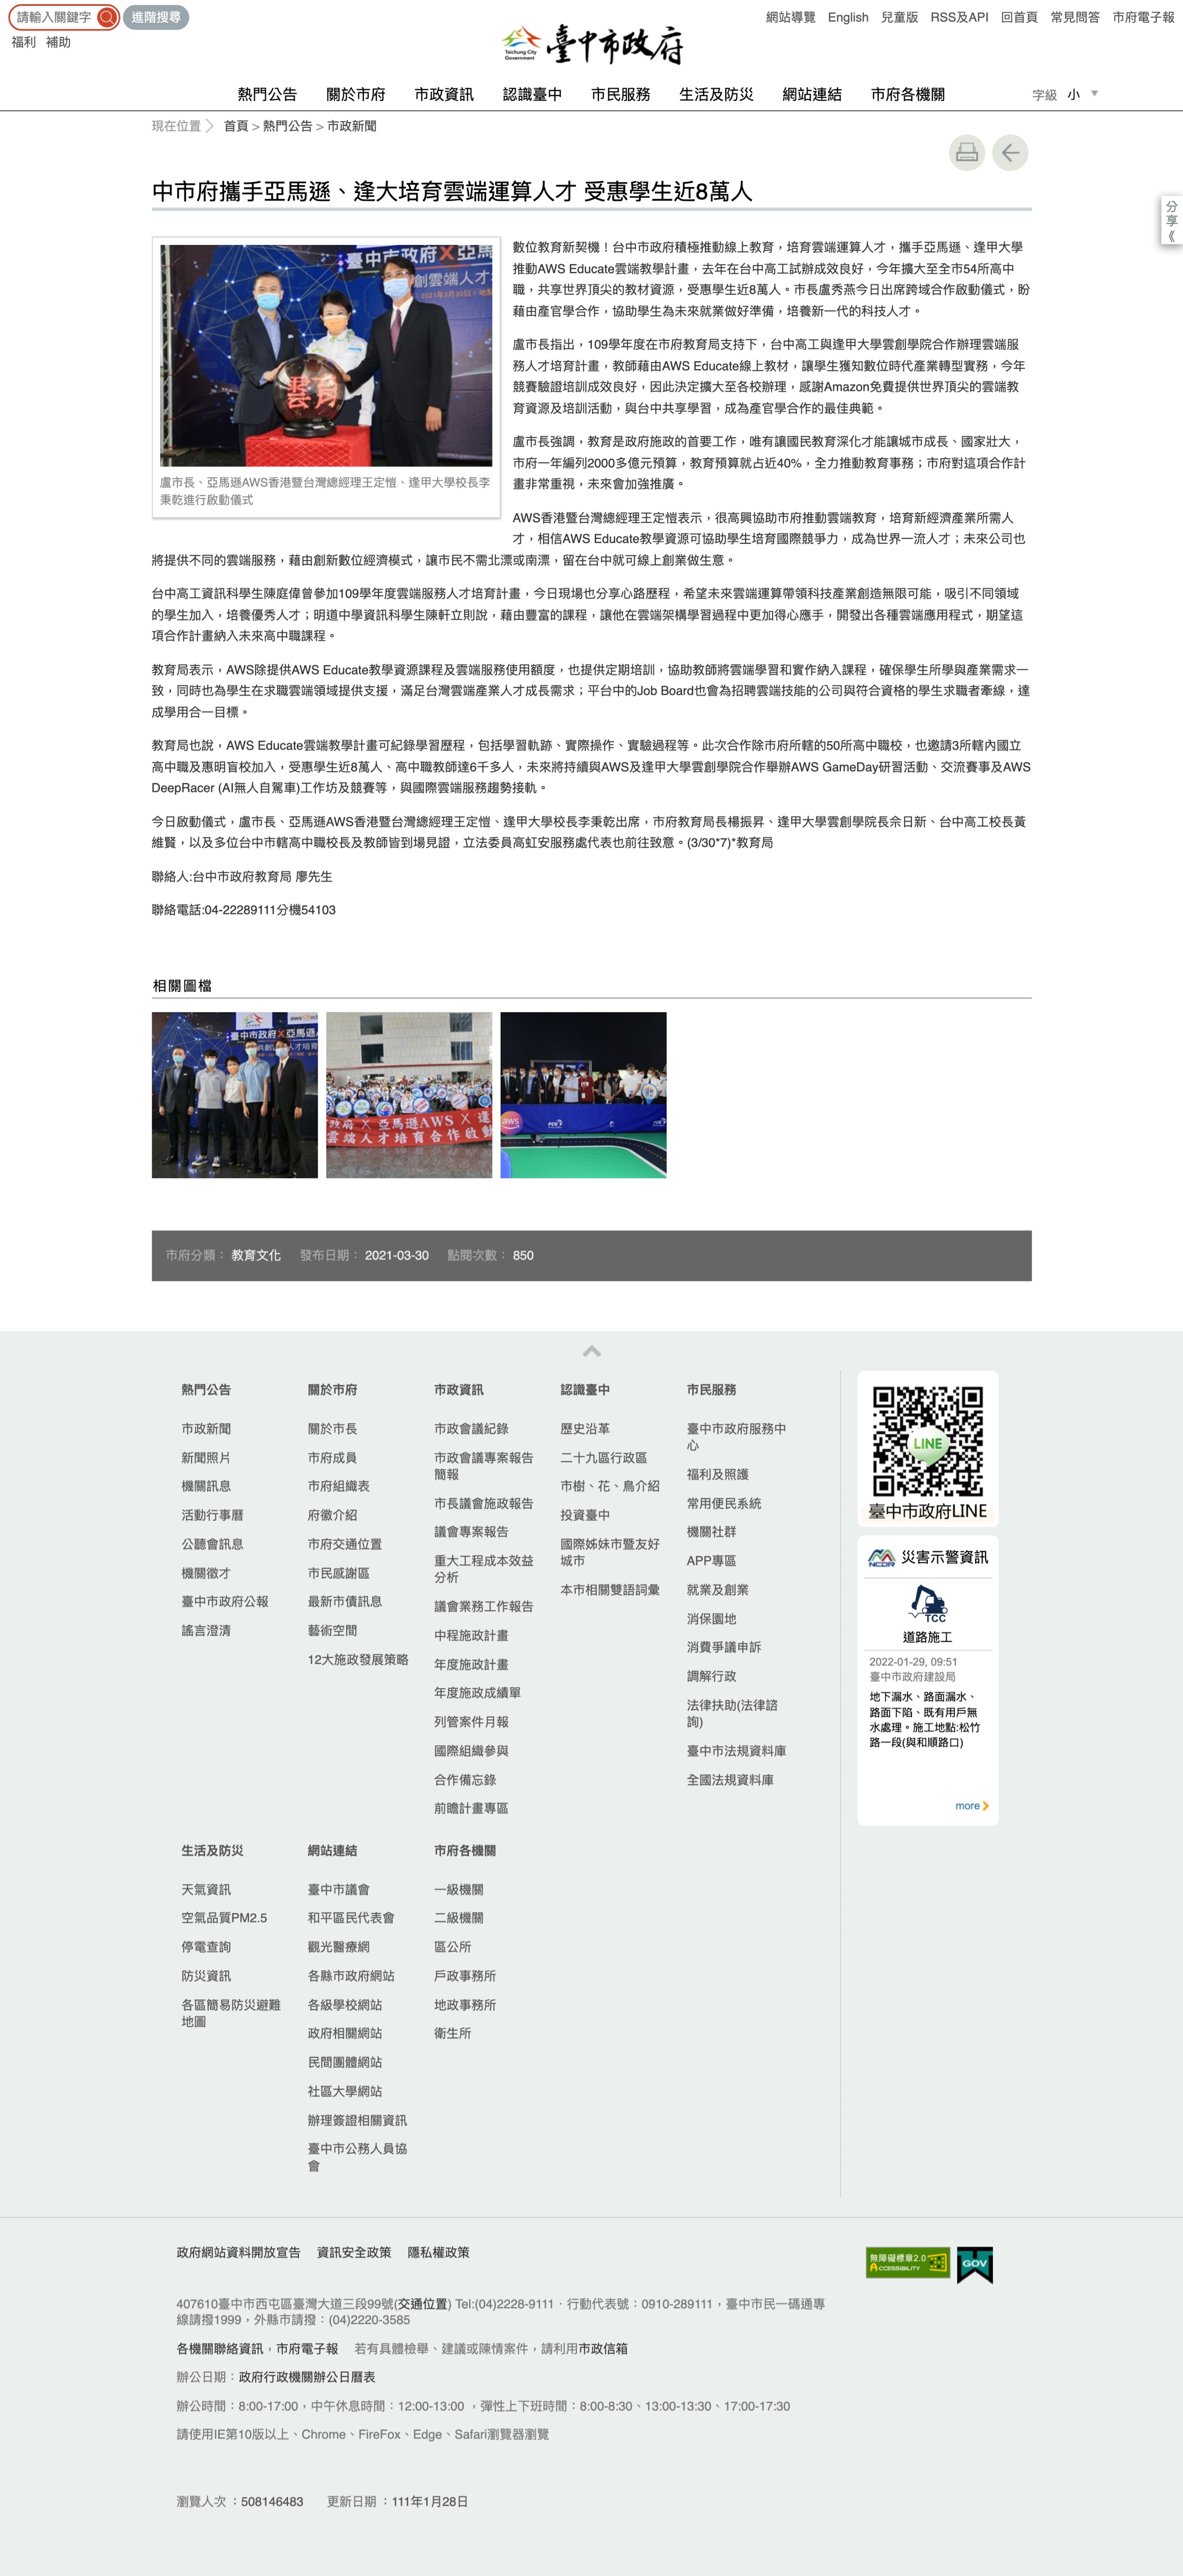 請輸入關鍵字
進階搜尋
福利 補助
網站導覽 English 兒童版 RSS及API 回首頁 常見問答 市府電子報
Taichung City
Government
臺中市政府
熱門公告 關於市府 市政資訊 認識臺中 市民服務 生活及防災 網站連結 市府各機關
字級 小
現在位置 首頁 > 熱門公告 > 市政新聞
分享《
中市府攜手亞馬遜、逢大培育雲端運算人才 受惠學生近8萬人
臺中市政府X亞
創雲端人才
盧市長、亞馬遜AWS香港暨台灣總經理王定愷、逢甲大學校長李
秉乾進行啟動儀式
數位教育新契機！台中市政府積極推動線上教育，培育雲端運算人才，攜手亞馬遜、逢甲大學
推動AWS Educate雲端教學計畫，去年在台中高工試辦成效良好，今年擴大至全市54所高中
職，共享世界頂尖的教材資源，受惠學生近8萬人。市長盧秀燕今日出席跨域合作啟動儀式，盼
藉由產官學合作，協助學生為未來就業做好準備，培養新一代的科技人才。
盧市長指出，109學年度在市府教育局支持下，台中高工與逢甲大學雲創學院合作辦理雲端服
務人才培育計畫，教師藉由AWS Educate線上教材，讓學生獲知數位時代產業轉型實務，今年
競賽驗證培訓成效良好，因此決定擴大至各校辦理，感謝Amazon免費提供世界頂尖的雲端教
育資源及培訓活動，與台中共享學習，成為產官學合作的最佳典範。
盧市長強調，教育是政府施政的首要工作，唯有讓國民教育深化才能讓城市成長、國家壯大，
市府一年編列2000多億元預算，教育預算就占近40%，全力推動教育事務；市府對這項合作計
畫非常重視，未來會加強推廣。
AWS香港暨台灣總經理王定愷表示，很高興協助市府推動雲端教育，培育新經濟產業所需人
才，相信AWS Educate教學資源可協助學生培育國際競爭力，成為世界一流人才；未來公司也
將提供不同的雲端服務，藉由創新數位經濟模式，讓市民不需北漂或南漂，留在台中就可線上創業做生意。
台中高工資訊科學生陳庭偉曾參加109學年度雲端服務人才培育計畫，今日現場也分享心路歷程，希望未來雲端運算帶領科技產業創造無限可能，吸引不同領域
的學生加入，培養優秀人才；明道中學資訊科學生陳軒立則說，藉由豐富的課程，讓他在雲端架構學習過程中更加得心應手，開發出各種雲端應用程式，期望這
項合作計畫納入未來高中職課程。
教育局表示，AWS除提供AWS Educate教學資源課程及雲端服務使用額度，也提供定期培訓，協助教師將雲端學習和實作納入課程，確保學生所學與產業需求一
致，同時也為學生在求職雲端領域提供支援，滿足台灣雲端產業人才成長需求；平台中的Job Board也會為招聘雲端技能的公司與符合資格的學生求職者牽線，達
成學用合一目標。
教育局也說，AWS Educate雲端教學計畫可紀錄學習歷程，包括學習軌跡、實際操作、實驗過程等。此次合作除市府所轄的50所高中職校，也邀請3所轄內國立
高中職及惠明盲校加入，受惠學生近8萬人、高中職教師達6千多人，未來將持續與AWS及逢甲大學雲創學院合作舉辦AWS GameDay研習活動、交流賽事及AWS
DeepRacer (AI無人自駕車)工作坊及競賽等，與國際雲端服務趨勢接軌。
今日啟動儀式，盧市長、亞馬遜AWS香港暨台灣總經理王定愷、逢甲大學校長李秉乾出席，市府教育局長楊振昇、逢甲大學雲創學院長佘日新、台中高工校長黃
維賢，以及多位台中市轄高中職校長及教師皆到場見證，立法委員高虹安服務處代表也前往致意。(3/30*7)*教育局
聯絡人:台中市政府教育局 廖先生
聯絡電話:04-22289111分機54103
相關圖檔
臺中市政府X亞馬遜
政府 X 亞馬遜AWS X 逢
雲端人才培育合作啟動
aws
市府分類： 教育文化 發布日期： 2021-03-30 點閱次數： 850
熱門公告
市政新聞
新聞照片
機關訊息
活動行事曆
公聽會訊息
機關徵才
臺中市政府公報
謠言澄清
關於市府
關於市長
市府成員
市府組織表
府徽介紹
市府交通位置
市民感謝區
最新市債訊息
藝術空間
12大施政發展策略
市政資訊
市政會議紀錄
市政會議專案報告
簡報
市長議會施政報告
議會專案報告
重大工程成本效益
分析
議會業務工作報告
中程施政計畫
年度施政計畫
年度施政成績單
列管案件月報
國際組織參與
合作備忘錄
前瞻計畫專區
認識臺中
歷史沿革
二十九區行政區
市樹、花、鳥介紹
投資臺中
國際姊妹市暨友好
城市
本市相關雙語詞彙
市民服務
臺中市政府服務中
心
福利及照護
常用便民系統
機關社群
APP專區
就業及創業
消保園地
消費爭議申訴
調解行政
法律扶助(法律諮
詢)
臺中市法規資料庫
全國法規資料庫
LINE
臺中市政府LINE
NCDR 災害示警資訊
TCC
道路施工
2022-01-29, 09:51
臺中市政府建設局
地下漏水、路面漏水、
路面下陷、既有用戶無
水處理。施工地點:松竹
路一段(與和順路口)
more
生活及防災
天氣資訊
空氣品質PM2.5
停電查詢
防災資訊
各區簡易防災避難
地圖
網站連結
臺中市議會
和平區民代表會
觀光醫療網
各縣市政府網站
各級學校網站
政府相關網站
民間團體網站
社區大學網站
辦理簽證相關資訊
臺中市公務人員協
會
市府各機關
一級機關
二級機關
區公所
戶政事務所
地政事務所
衛生所
政府網站資料開放宣告 資訊安全政策 隱私權政策
無障礙標章2.0
ACCESSIBILITY
GOV
407610臺中市西屯區臺灣大道三段99號(交通位置) Tel:(04)2228-9111．行動代表號：0910-289111，臺中市民一碼通專
線請撥1999，外縣市請撥：(04)2220-3585
各機關聯絡資訊，市府電子報 若有具體檢舉、建議或陳情案件，請利用市政信箱
辦公日期：政府行政機關辦公日曆表
辦公時間：8:00-17:00，中午休息時間：12:00-13:00 ，彈性上下班時間：8:00-8:30、13:00-13:30、17:00-17:30
請使用IE第10版以上、Chrome、FireFox、Edge、Safari瀏覽器瀏覽
瀏覽人次 ：508146483 更新日期 ：111年1月28日